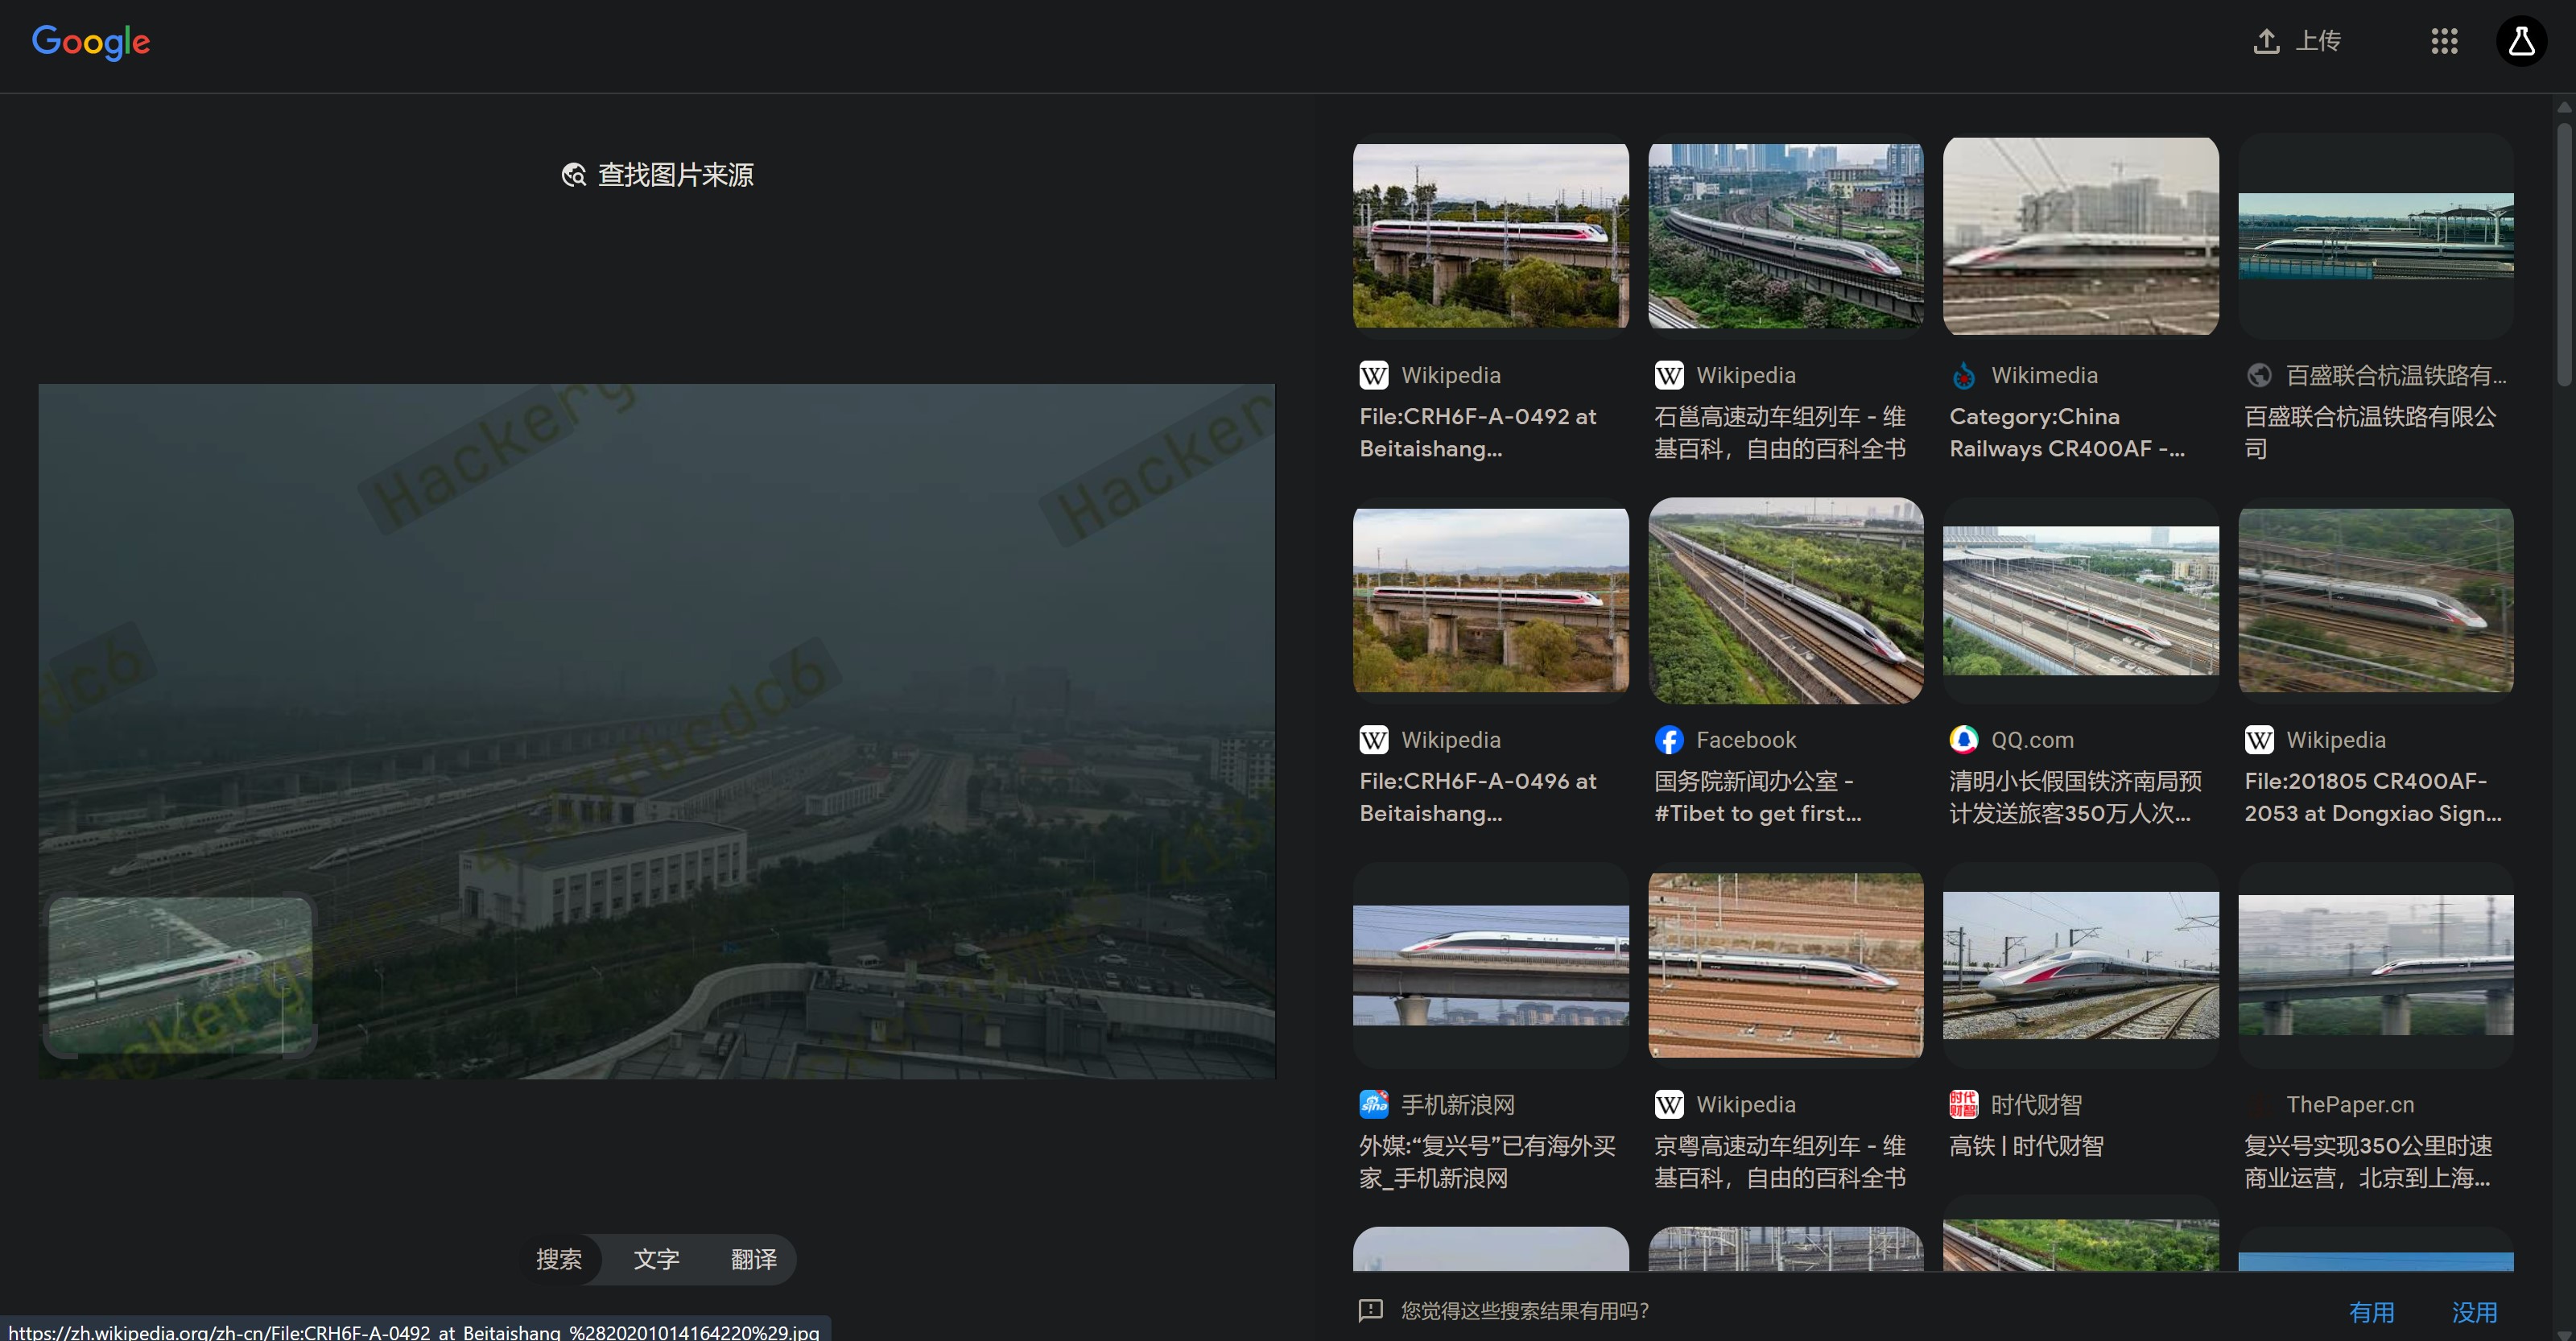 Google
上传
查找图片来源
Hackerg
Hacker
dc6
413fbcdc6
413
Hackergame
Wikipedia
File:CRH6F-A-0492 at
Beitaishang...
Wikipedia
石邕高速动车组列车 - 维
基百科，自由的百科全书
Wikimedia
Category:China
Railways CR400AF -...
百盛联合杭温铁路有...
百盛联合杭温铁路有限公
司
Wikipedia
File:CRH6F-A-0496 at
Beitaishang...
Facebook
国务院新闻办公室 -
#Tibet to get first...
QQ.com
清明小长假国铁济南局预
计发送旅客350万人次...
Wikipedia
File:201805 CR400AF-
2053 at Dongxiao Sign...
sina
手机新浪网
外媒:“复兴号”已有海外买
家_手机新浪网
Wikipedia
京粤高速动车组列车 - 维
基百科，自由的百科全书
时代
财智
时代财智
高铁 | 时代财智
ThePaper.cn
复兴号实现350公里时速
商业运营，北京到上海...
搜索
文字
翻译
您觉得这些搜索结果有用吗?
有用
没用
https://zh.wikipedia.org/zh-cn/File:CRH6F-A-0492_at_Beitaishang_%2820201014164220%29.jpg